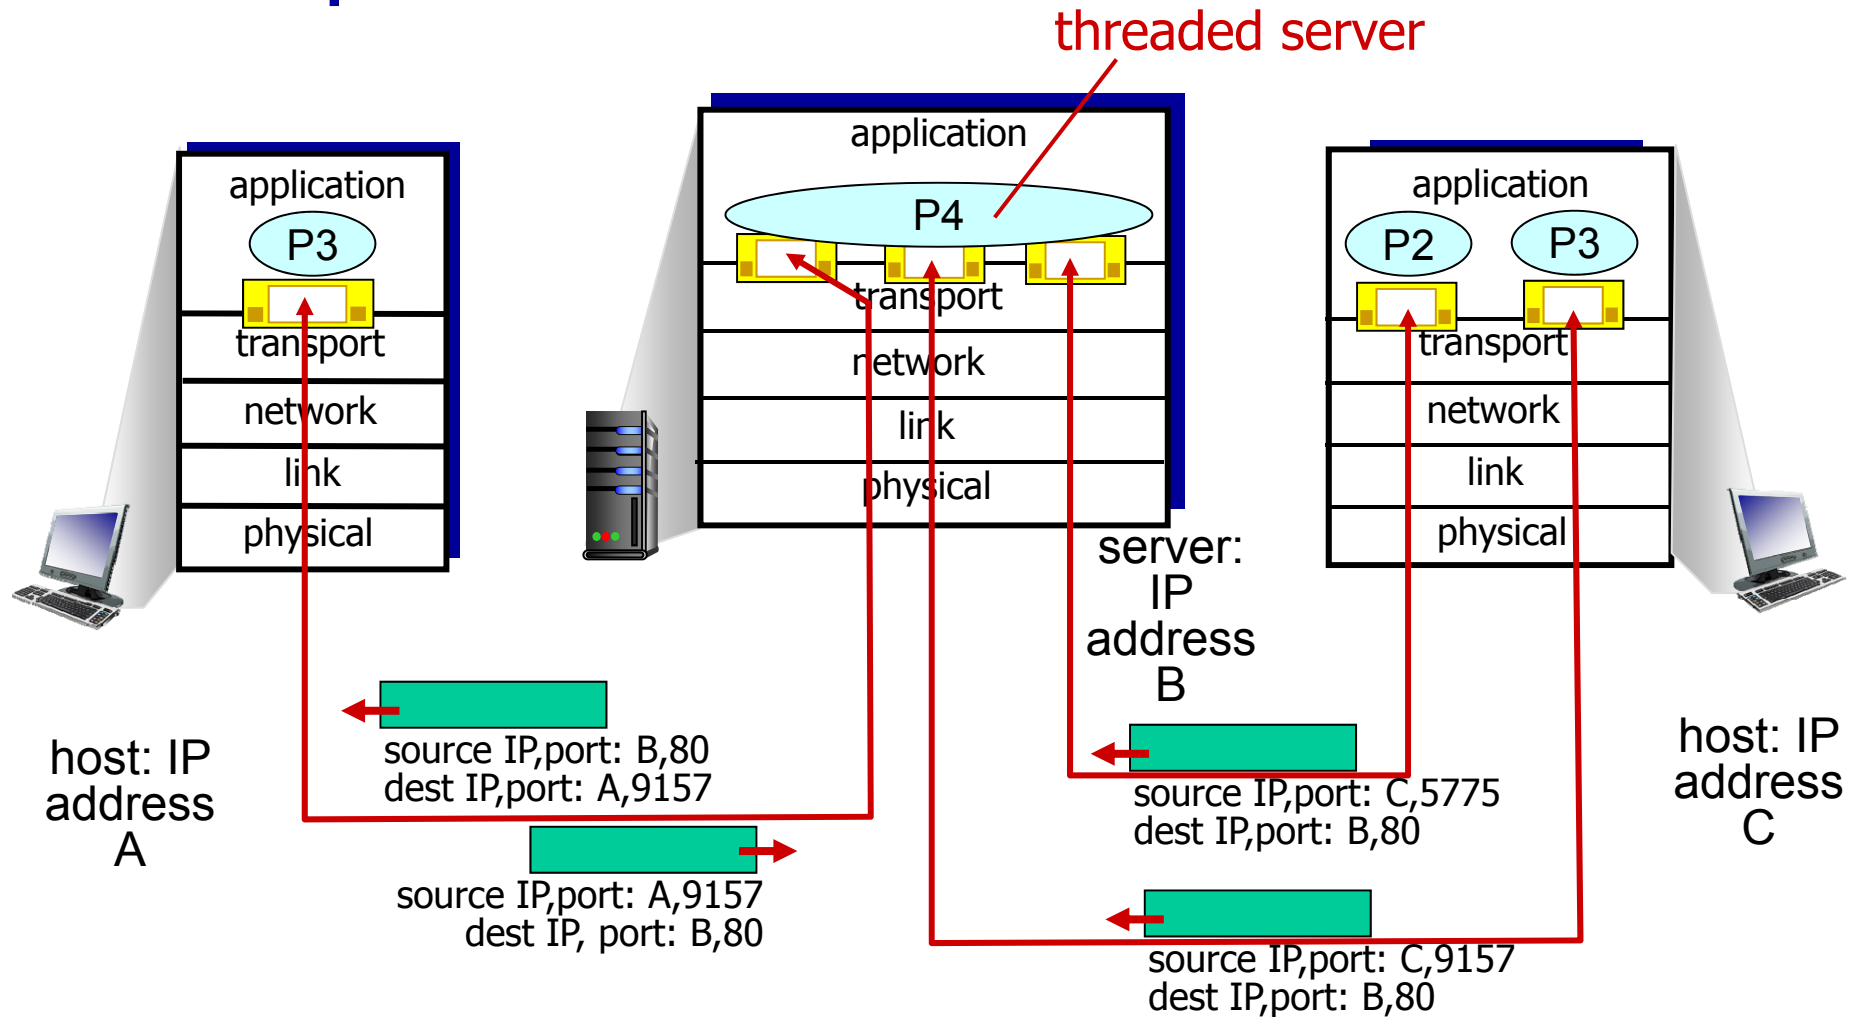 threaded server
application
P3
transport
network
link
physical
application
P4
transport
network
link
physical
application
P2
P3
transport
network
link
physical
server:
IP
address
B
host: IP
address
A
source IP,port: B,80
dest IP,port: A,9157
source IP,port: A,9157
dest IP, port: B,80
source IP,port: C,5775
dest IP,port: B,80
source IP,port: C,9157
dest IP,port: B,80
host: IP
address
C